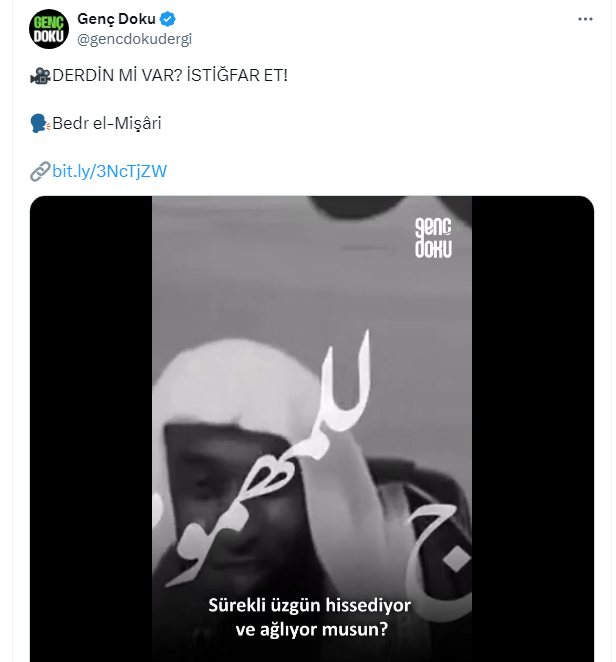 GENÇ DOKU
Genç Doku
@gencdokudergi
DERDİN Mİ VAR? İSTİĞFAR ET!
Bedr el-Mişâri
bit.ly/3NcTjZW
genç
doku
Sürekli üzgün hissediyor
ve ağlıyor musun?